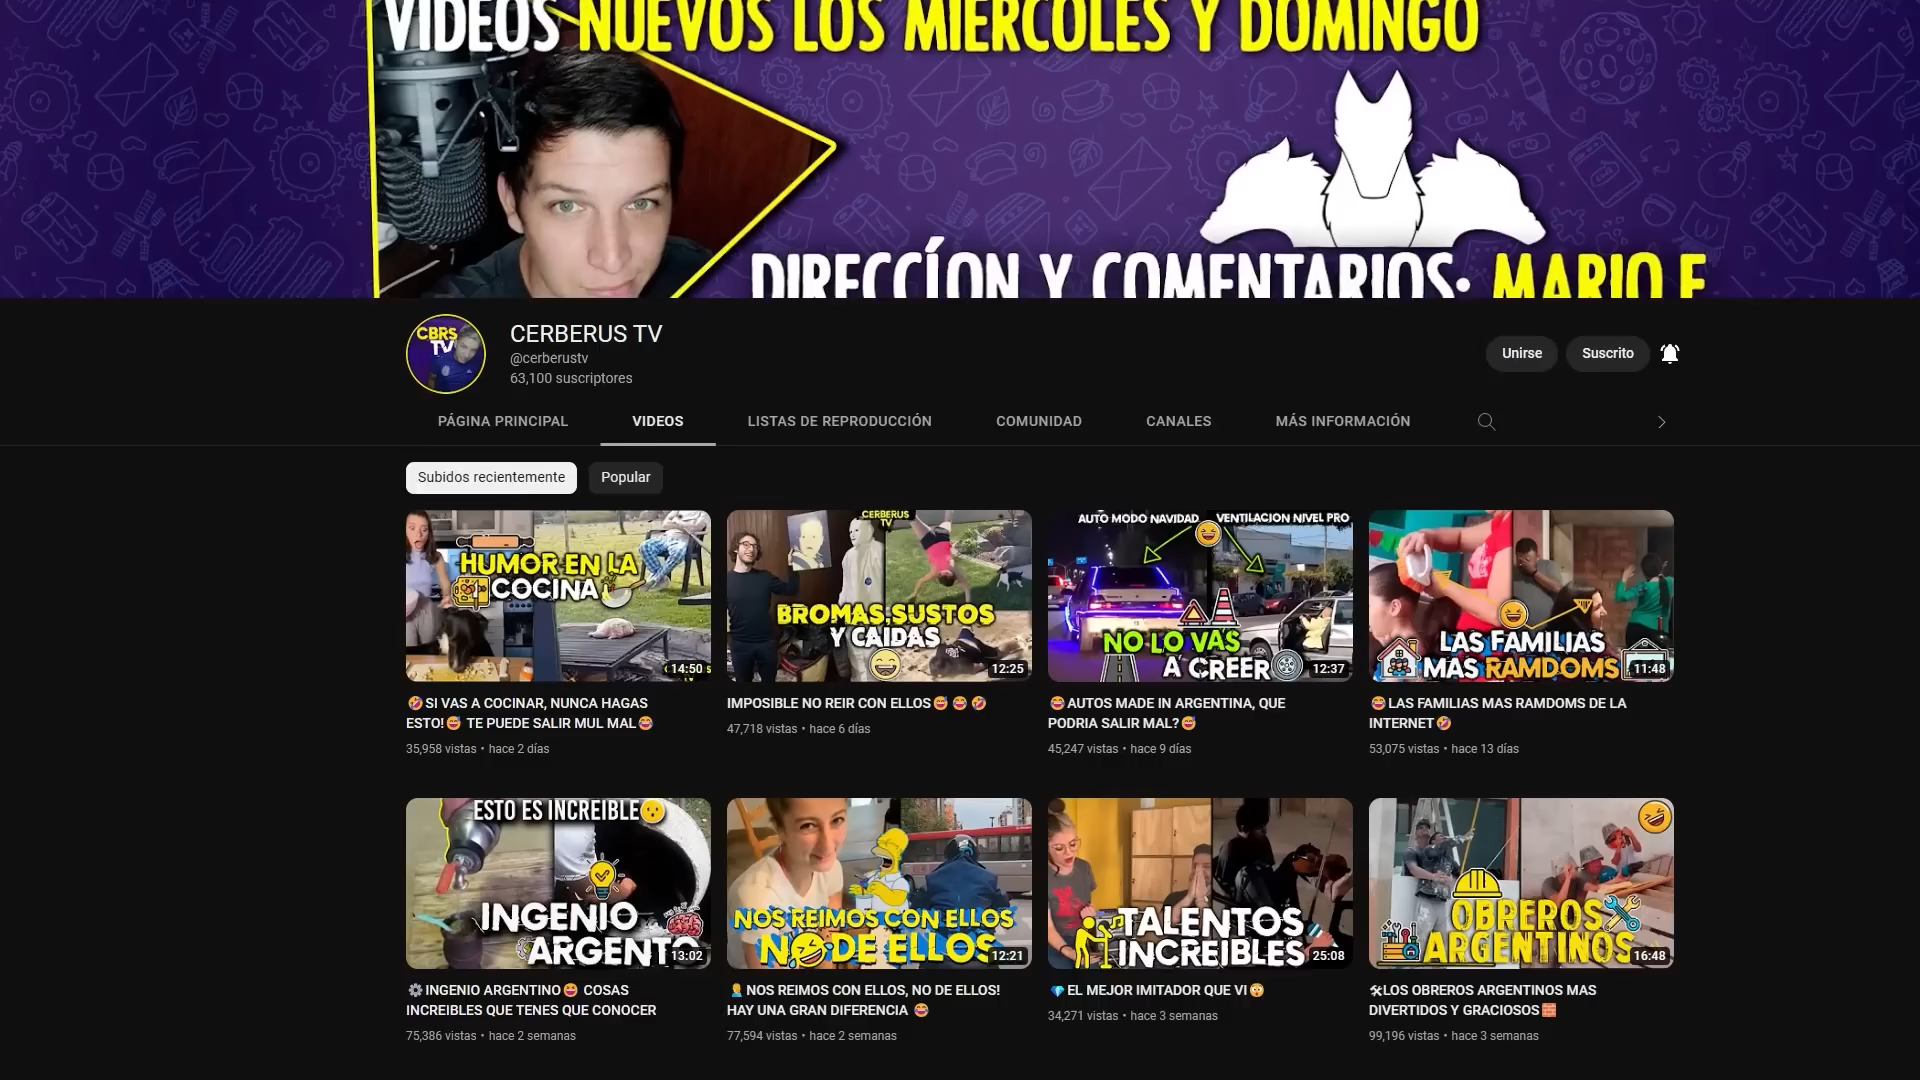 VIDEOS NUEVOS LOS MIERCOLES Y DOMINGO
DIRECCÍON Y COMENTARIOS: MARIO F
CBRS
TV
CERBERUS TV
@cerberustv
63,100 suscriptores
Unirse
Suscrito
PÁGINA PRINCIPAL
VIDEOS
LISTAS DE REPRODUCCIÓN
COMUNIDAD
CANALES
MÁS INFORMACIÓN
Subidos recientemente
Popular
HUMOR EN LA
COCINA
14:50
CERBERUS
TV
BROMAS,SUSTOS
Y CAIDAS
12:25
AUTO MODO NAVIDAD
VENTILACION NIVEL PRO
NO LO VAS
A CREER
12:37
LAS FAMILIAS
MAS RAMDOMS
11:48
🤣SI VAS A COCINAR, NUNCA HAGAS
ESTO!😅 TE PUEDE SALIR MUL MAL😂
35,958 vistas • hace 2 días
IMPOSIBLE NO REIR CON ELLOS😅 😂 🤣
47,718 vistas • hace 6 días
😂AUTOS MADE IN ARGENTINA, QUE
PODRIA SALIR MAL?😅
45,247 vistas • hace 9 días
😂LAS FAMILIAS MAS RAMDOMS DE LA
INTERNET🤣
53,075 vistas • hace 13 días
ESTO ES INCREIBLE
INGENIO
ARGENTO
13:02
NOS REIMOS CON ELLOS
NO DE ELLOS
12:21
TALENTOS
INCREIBLES
25:08
OBREROS
ARGENTINOS
16:48
⚙️INGENIO ARGENTINO😆 COSAS
INCREIBLES QUE TENES QUE CONOCER
75,386 vistas • hace 2 semanas
🤦‍♂️NOS REIMOS CON ELLOS, NO DE ELLOS!
HAY UNA GRAN DIFERENCIA 😂
77,594 vistas • hace 2 semanas
💎EL MEJOR IMITADOR QUE VI😲
34,271 vistas • hace 3 semanas
🛠LOS OBREROS ARGENTINOS MAS
DIVERTIDOS Y GRACIOSOS🧱
99,196 vistas • hace 3 semanas